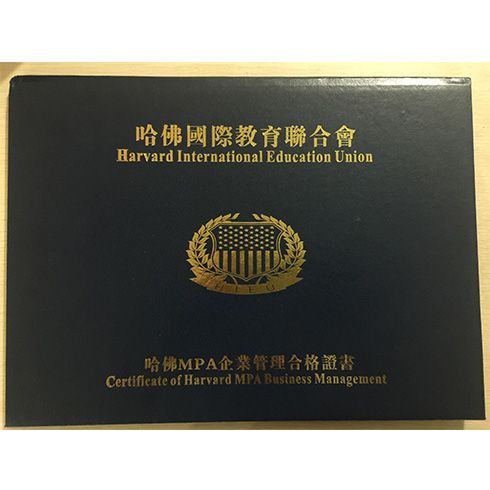 哈佛國際教育聯合會
Harvard International Education Union
HIEU
哈佛MPA企業管理合格證書
Certificate of Harvard MPA Business Management